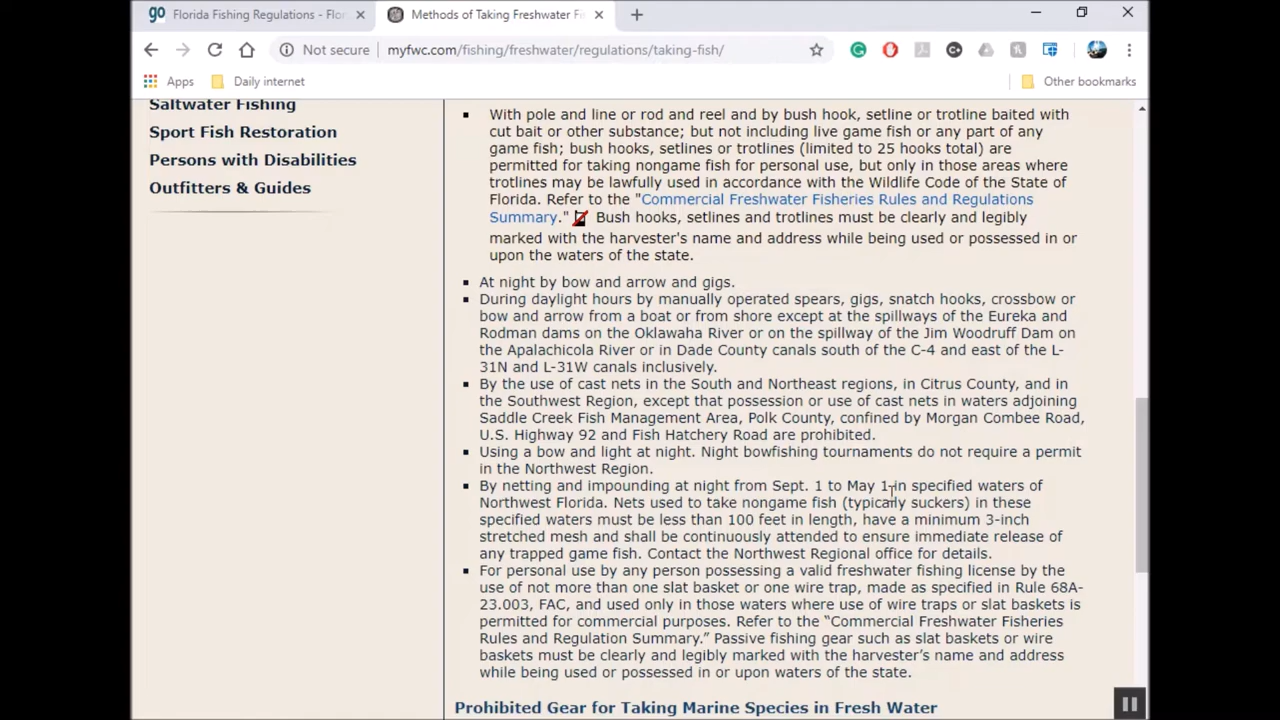 Florida Fishing Regulations - Flor
Methods of Taking Freshwater Fi
Not secure
myfwc.com/fishing/freshwater/regulations/taking-fish/
Apps
Daily internet
Other bookmarks
Saltwater Fishing
Sport Fish Restoration
Persons with Disabilities
Outfitters & Guides
With pole and line or rod and reel and by bush hook, setline or trotline baited with
cut bait or other substance; but not including live game fish or any part of any
game fish; bush hooks, setlines or trotlines (limited to 25 hooks total) are
permitted for taking nongame fish for personal use, but only in those areas where
trotlines may be lawfully used in accordance with the Wildlife Code of the State of
Florida. Refer to the "Commercial Freshwater Fisheries Rules and Regulations
Summary." Bush hooks, setlines and trotlines must be clearly and legibly
marked with the harvester's name and address while being used or possessed in or
upon the waters of the state.
At night by bow and arrow and gigs.
During daylight hours by manually operated spears, gigs, snatch hooks, crossbow or
bow and arrow from a boat or from shore except at the spillways of the Eureka and
Rodman dams on the Oklawaha River or on the spillway of the Jim Woodruff Dam on
the Apalachicola River or in Dade County canals south of the C-4 and east of the L-
31N and L-31W canals inclusively.
By the use of cast nets in the South and Northeast regions, in Citrus County, and in
the Southwest Region, except that possession or use of cast nets in waters adjoining
Saddle Creek Fish Management Area, Polk County, confined by Morgan Combee Road,
U.S. Highway 92 and Fish Hatchery Road are prohibited.
Using a bow and light at night. Night bowfishing tournaments do not require a permit
in the Northwest Region.
By netting and impounding at night from Sept. 1 to May 1 in specified waters of
Northwest Florida. Nets used to take nongame fish (typically suckers) in these
specified waters must be less than 100 feet in length, have a minimum 3-inch
stretched mesh and shall be continuously attended to ensure immediate release of
any trapped game fish. Contact the Northwest Regional office for details.
For personal use by any person possessing a valid freshwater fishing license by the
use of not more than one slat basket or one wire trap, made as specified in Rule 68A-
23.003, FAC, and used only in those waters where use of wire traps or slat baskets is
permitted for commercial purposes. Refer to the “Commercial Freshwater Fisheries
Rules and Regulation Summary.” Passive fishing gear such as slat baskets or wire
baskets must be clearly and legibly marked with the harvester’s name and address
while being used or possessed in or upon waters of the state.
Prohibited Gear for Taking Marine Species in Fresh Water